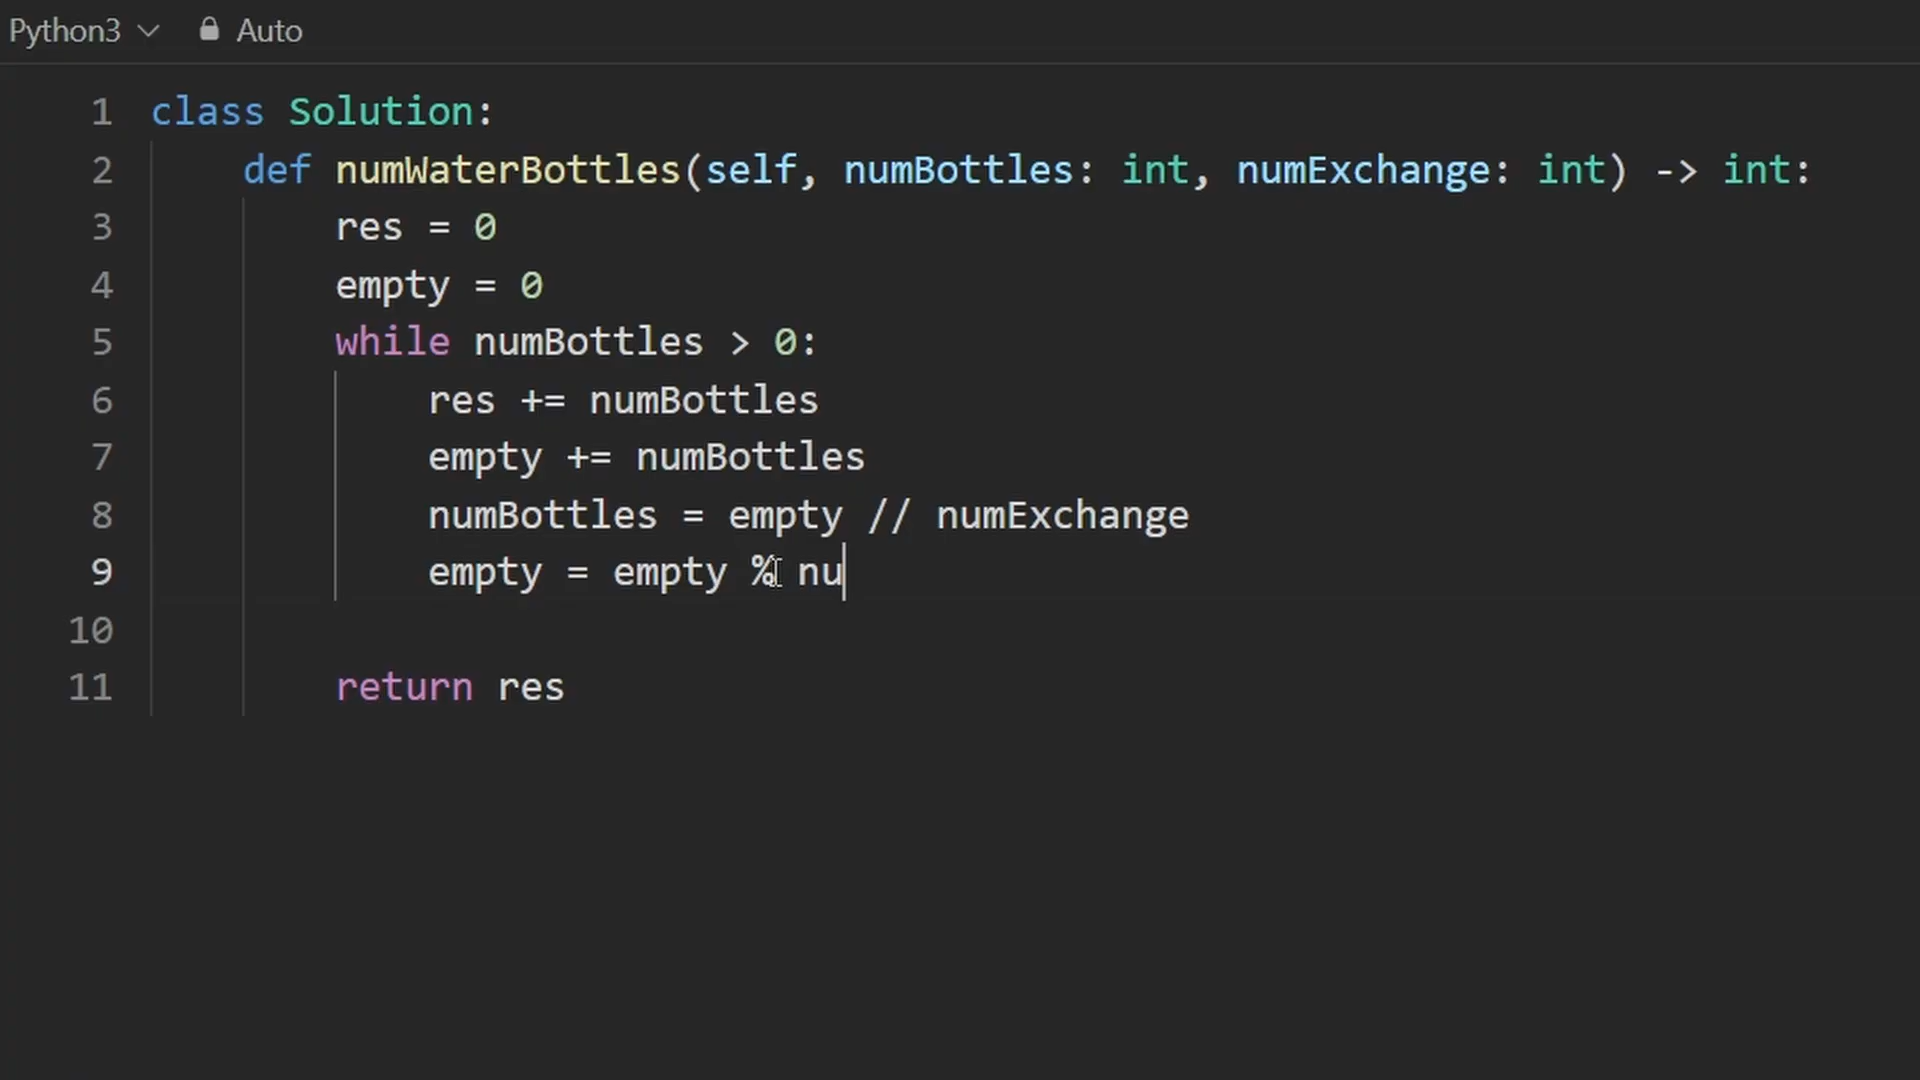 Python3 Auto
1 class Solution:
2 def numWaterBottles(self, numBottles: int, numExchange: int) -> int:
3 res = 0
4 empty = 0
5 while numBottles > 0:
6 res += numBottles
7 empty += numBottles
8 numBottles = empty // numExchange
9 empty = empty % nu
10
11 return res